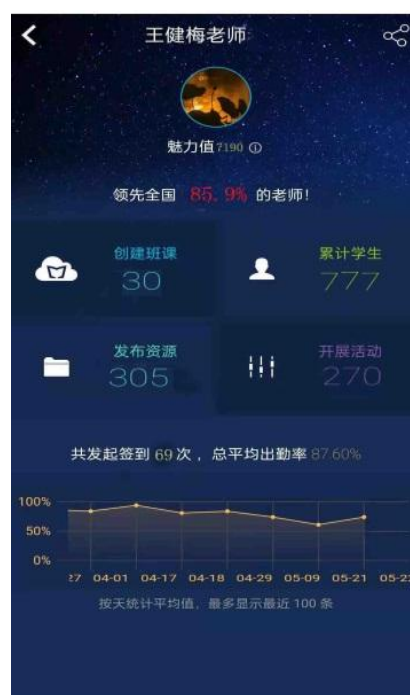 王健梅老师
魅力值7190
领先全国 85.9% 的老师!
创建班课
30
累计学生
777
发布资源
305
开展活动
270
共发起签到 69 次，总平均出勤率 87.60%
100%
50%
0%
27 04-01 04-17 04-18 04-29 05-09 05-21 05-22
按天统计平均值，最多显示最近 100 条